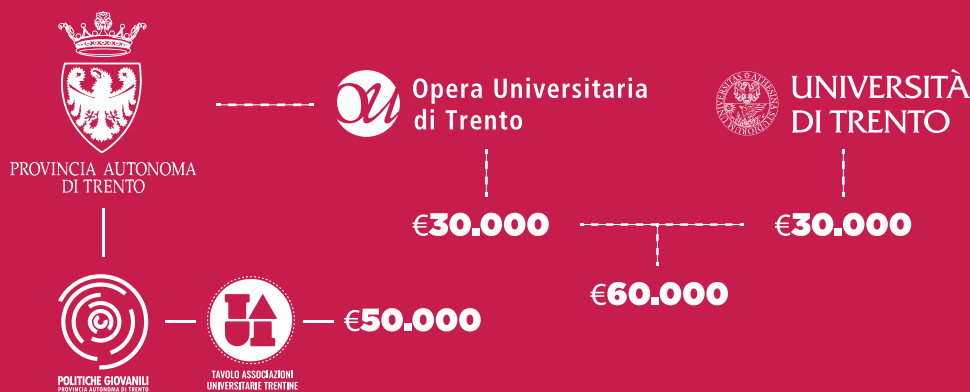 PROVINCIA AUTONOMA
DI TRENTO
Opera Universitaria
di Trento
UNIVERSITÀ
DI TRENTO
€30.000
€30.000
€60.000
POLITICHE GIOVANILI
PROVINCIA AUTONOMA DI TRENTO
TAUT
TAVOLO ASSOCIAZIONI
UNIVERSITARIE TRENTINE
€50.000